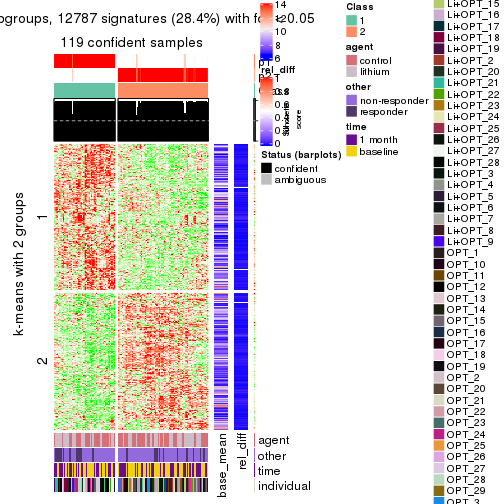 ogroups, 12787 signatures (28.4%) with fdr < 0.05
119 confident samples
k-means with 2 groups
1
2
base_mean
rel_diff
agent
other
time
individual
14
12
10
8
6
rel_diff
1
0
Silhouette
score
Status (barplots)
confident
ambiguous
Class
1
2
agent
control
lithium
other
non-responder
responder
time
1 month
baseline
Li+OPT_15
Li+OPT_16
Li+OPT_17
Li+OPT_18
Li+OPT_19
Li+OPT_2
Li+OPT_20
Li+OPT_21
Li+OPT_22
Li+OPT_23
Li+OPT_24
Li+OPT_25
Li+OPT_26
Li+OPT_27
Li+OPT_28
Li+OPT_3
Li+OPT_4
Li+OPT_5
Li+OPT_6
Li+OPT_7
Li+OPT_8
Li+OPT_9
OPT_1
OPT_10
OPT_11
OPT_12
OPT_13
OPT_14
OPT_15
OPT_16
OPT_17
OPT_18
OPT_19
OPT_2
OPT_20
OPT_21
OPT_22
OPT_23
OPT_24
OPT_25
OPT_26
OPT_27
OPT_28
OPT_29
OPT_3